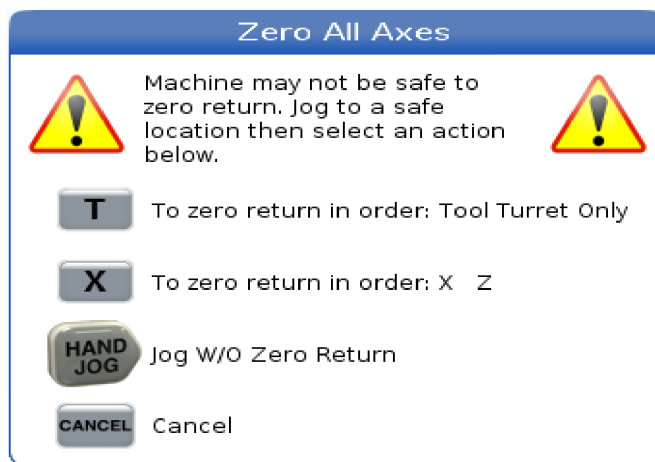 Zero All Axes
Machine may not be safe to
zero return. Jog to a safe
location then select an action
below.
T To zero return in order: Tool Turret Only
X To zero return in order: X Z
HAND
JOG Jog W/O Zero Return
CANCEL Cancel